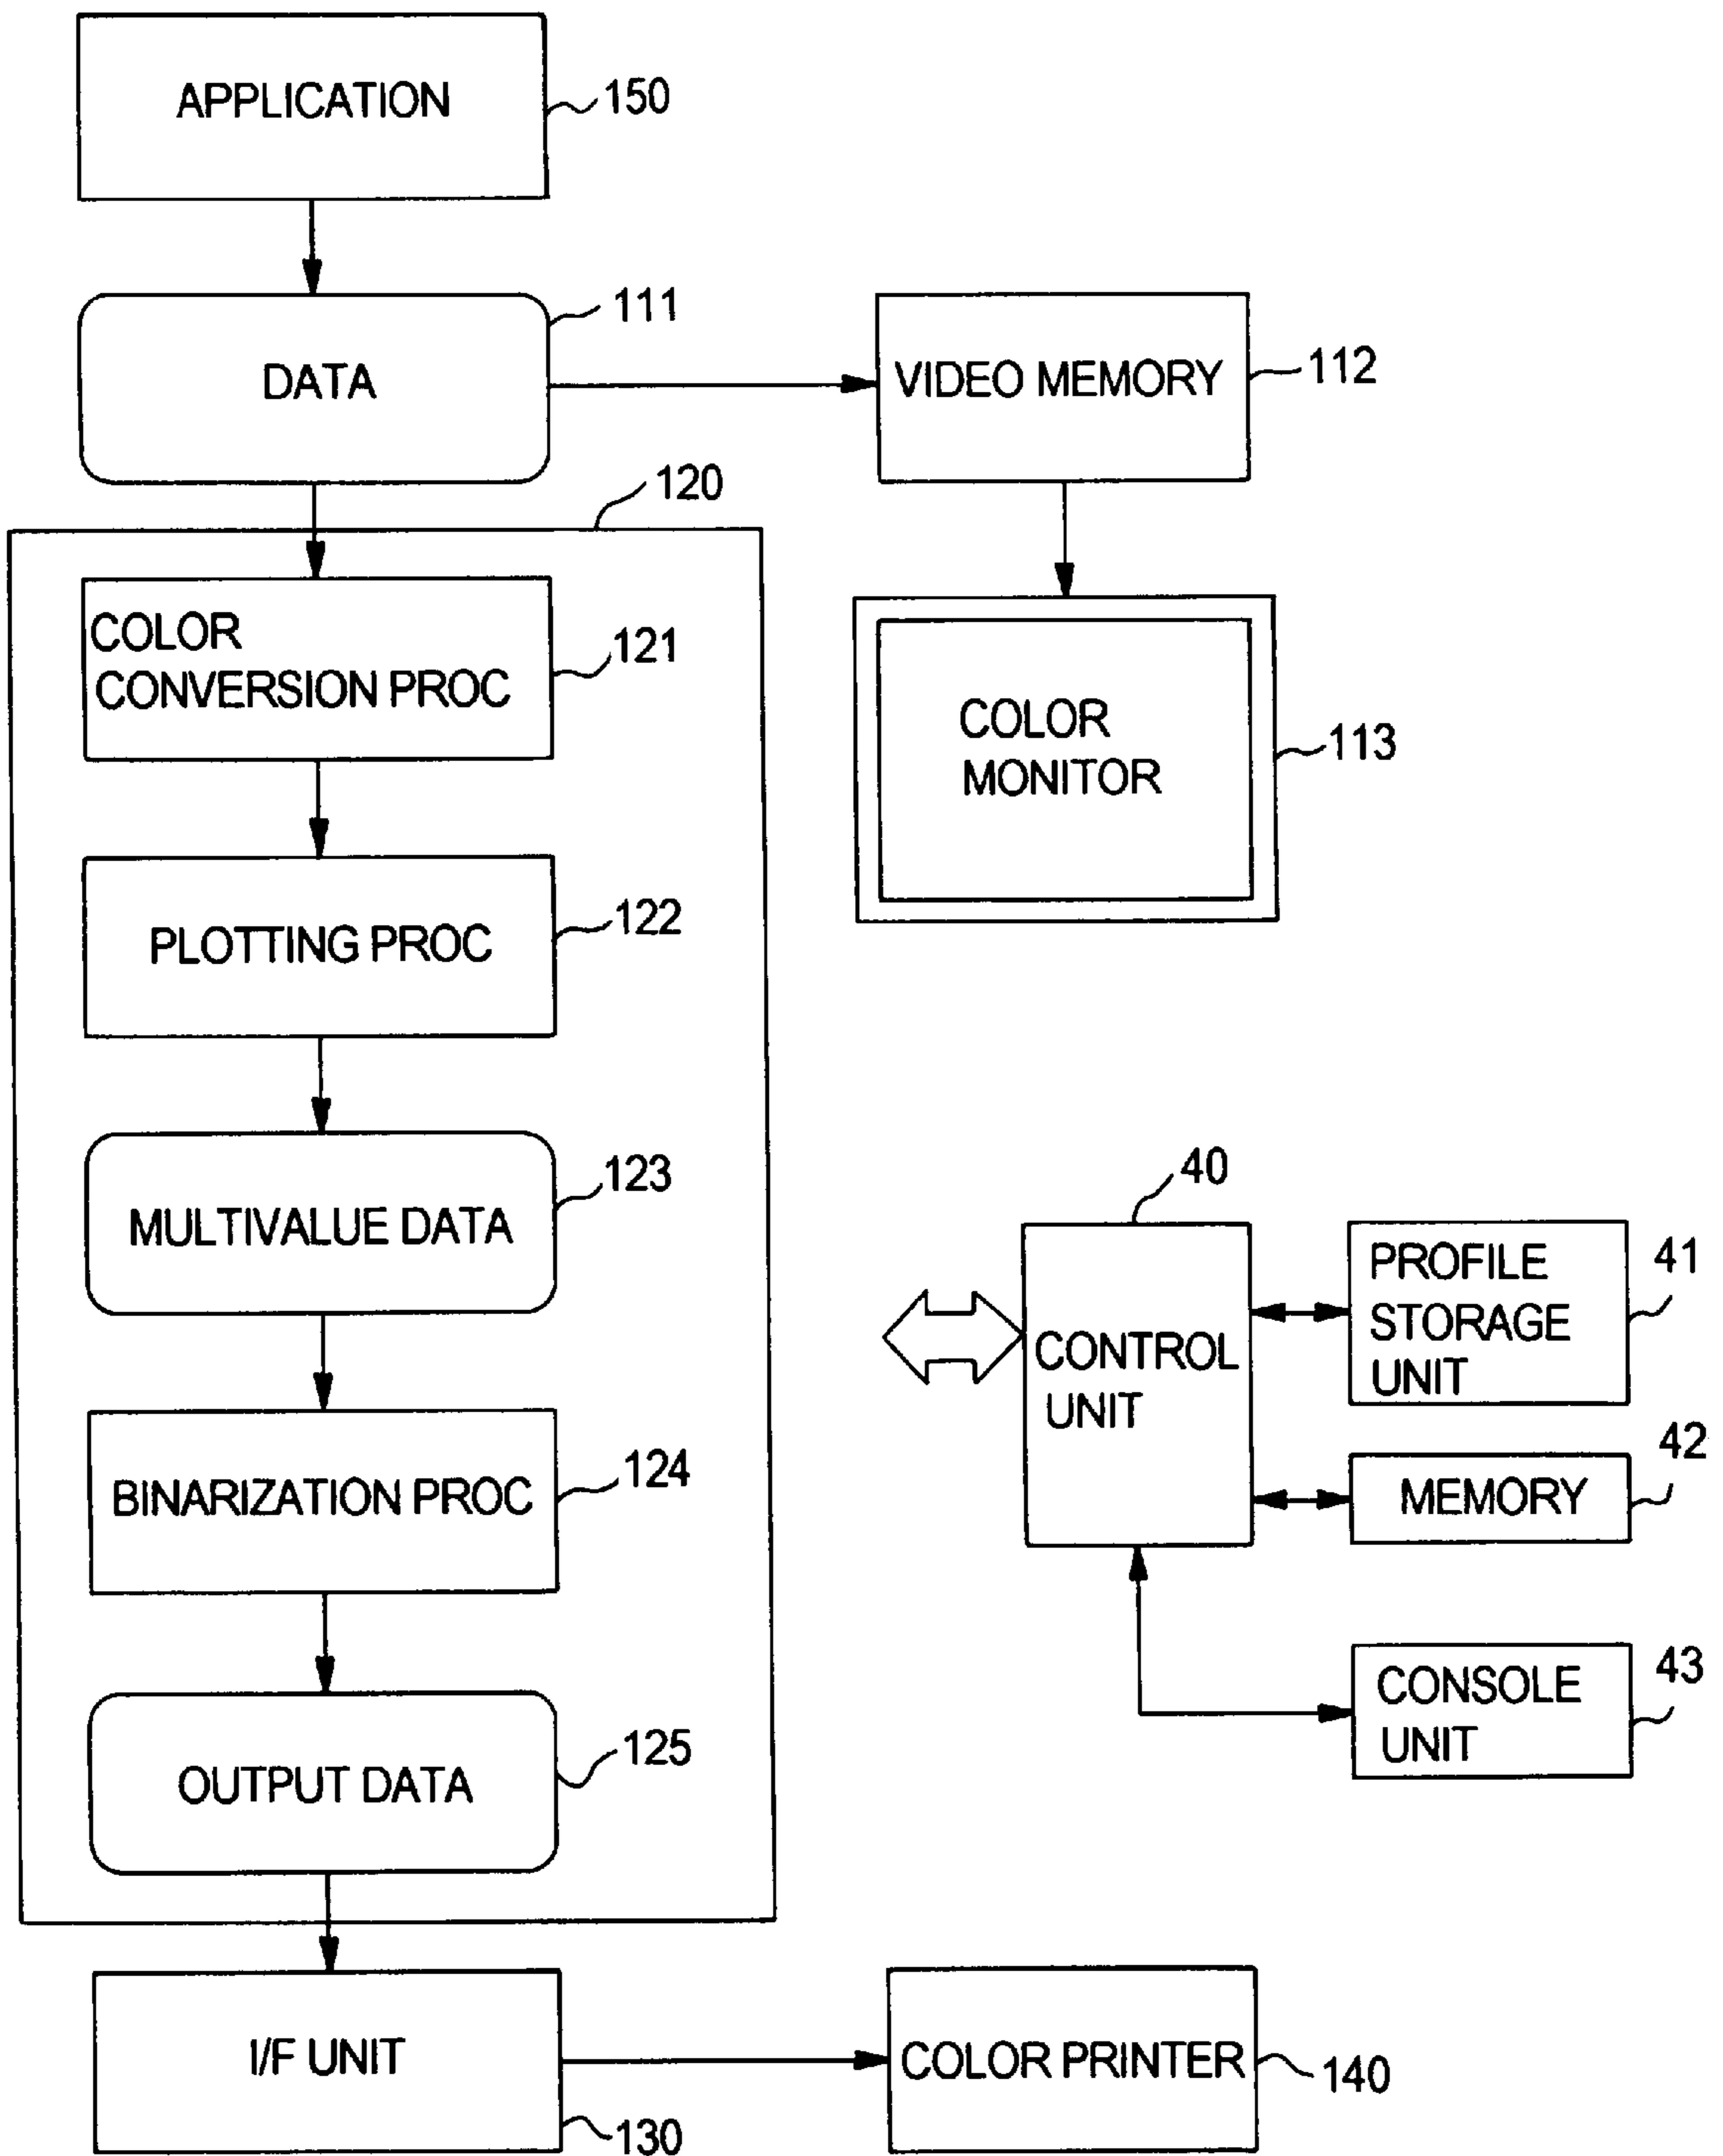 APPLICATION
150
DATA
111
VIDEO MEMORY
112
120
COLOR
CONVERSION PROC
121
COLOR
MONITOR
113
PLOTTING PROC
122
MULTIVALUE DATA
123
40
CONTROL
UNIT
PROFILE
STORAGE
UNIT
41
MEMORY
42
BINARIZATION PROC
124
CONSOLE
UNIT
43
OUTPUT DATA
125
I/F UNIT
130
COLOR PRINTER
140